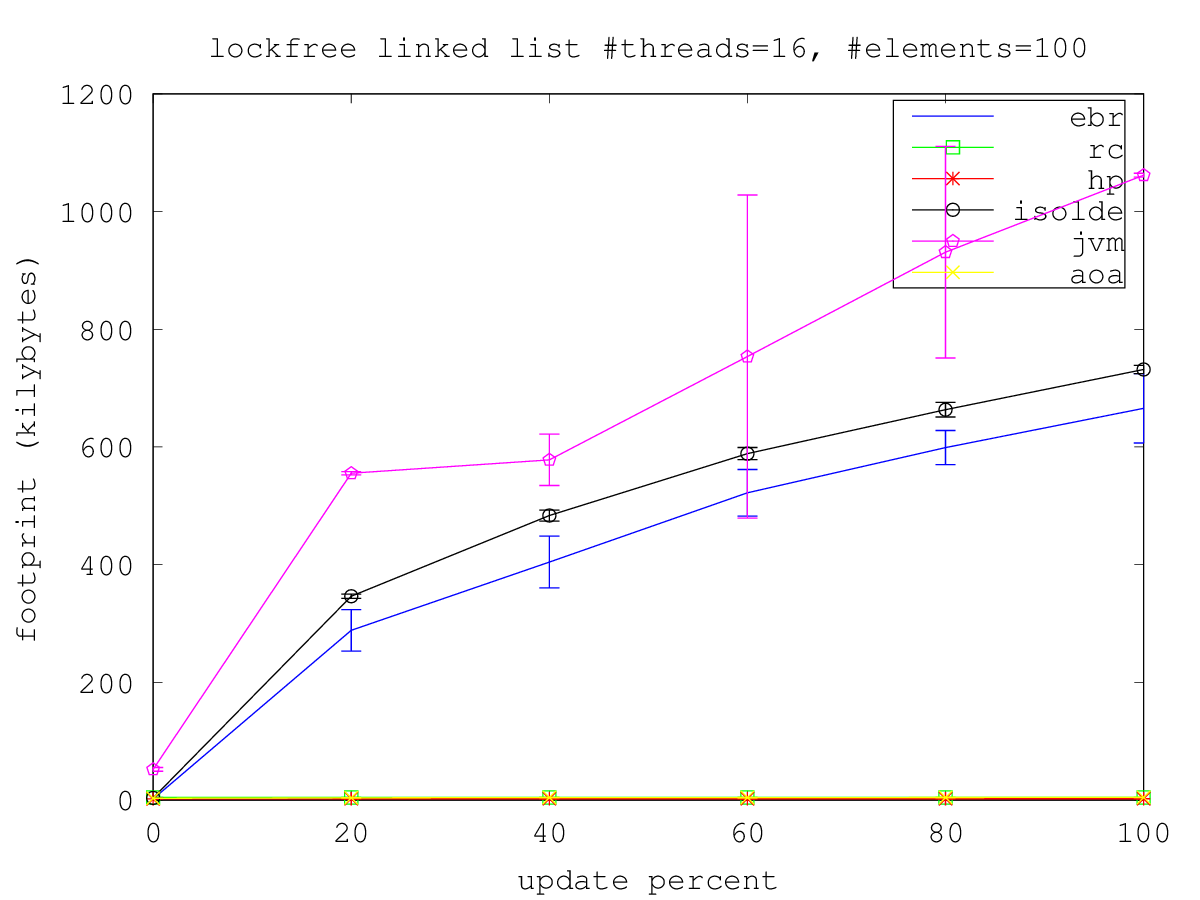 lockfree linked list #threads=16, #elements=100
1200
1000
800
600
400
200
0
footprint (kilybytes)
ebr
rc
hp
isolde
jvm
aoa
0 20 40 60 80 100
update percent